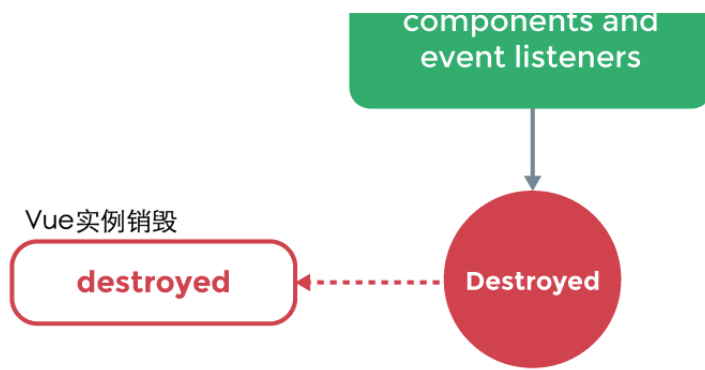 components and
event listeners
Vue实例销毁
destroyed
Destroyed